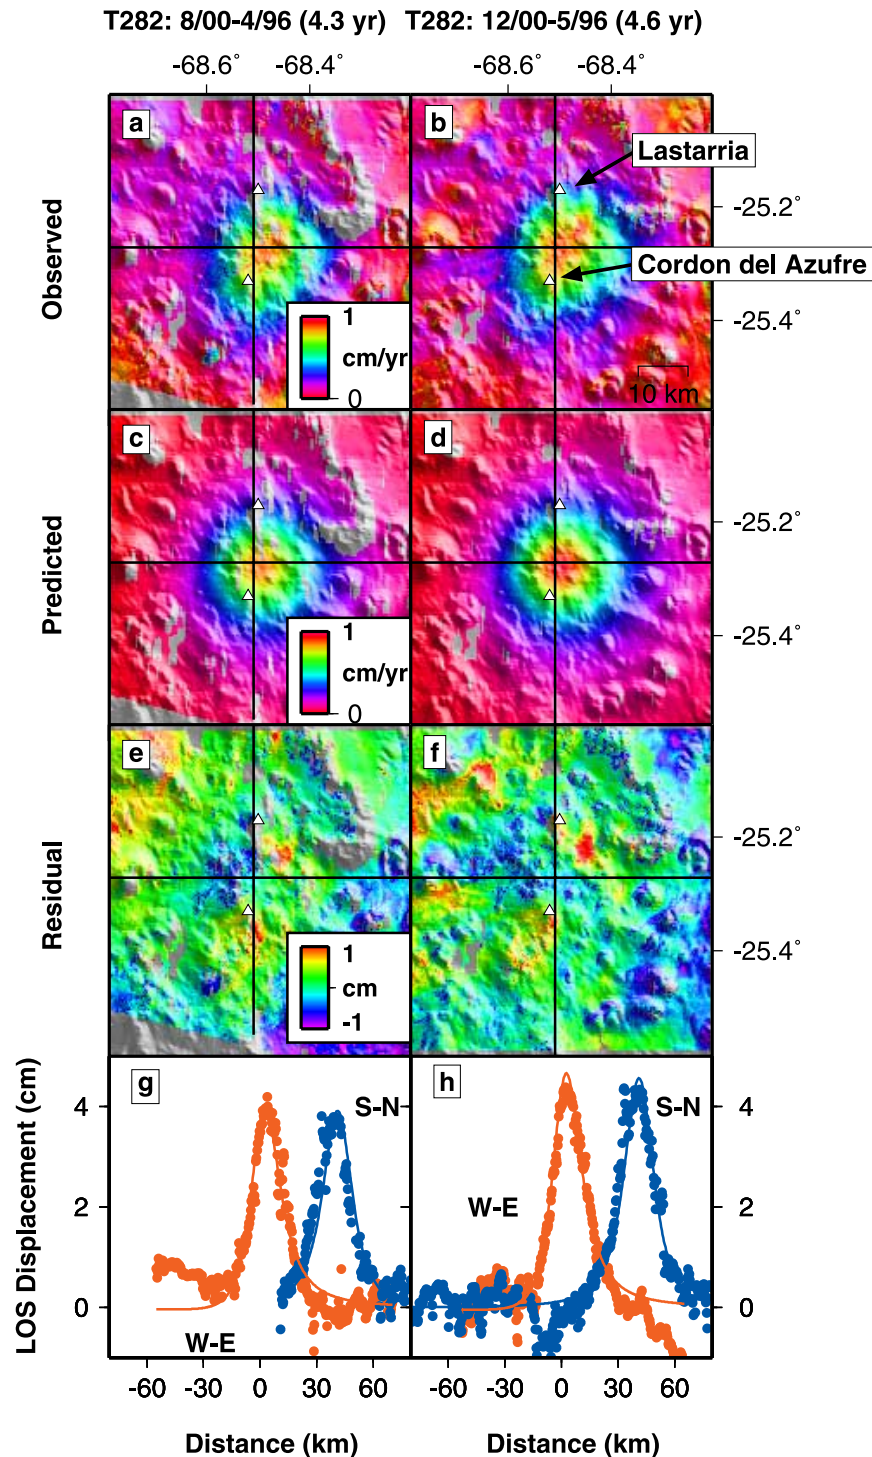 T282: 8/00-4/96 (4.3 yr) T282: 12/00-5/96 (4.6 yr)
-68.6° -68.4° -68.6° -68.4°
a
b
Lastarria
-25.2°
Observed
Cordon del Azufre
1
cm/yr
0
-25.4°
10 km
c
d
-25.2°
Predicted
1
cm/yr
0
-25.4°
e
f
-25.2°
Residual
1
cm
-1
-25.4°
LOS Displacement (cm)
g
h
S-N
S-N
4
2
0
4
2
0
W-E
W-E
-60 -30 0 30 60 -60 -30 0 30 60
Distance (km) Distance (km)